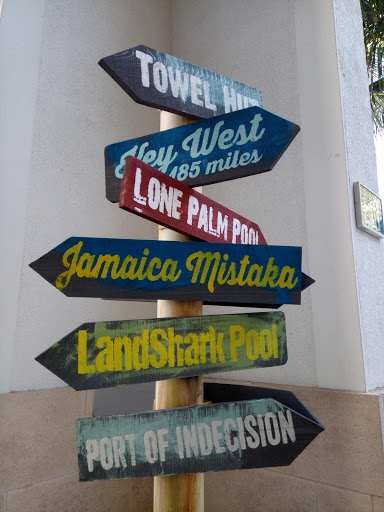 TOWEL HUT
Key West
485 miles
LONE PALM POOL
Jamaica Mistaka
LandShark Pool
PORT OF INDECISION